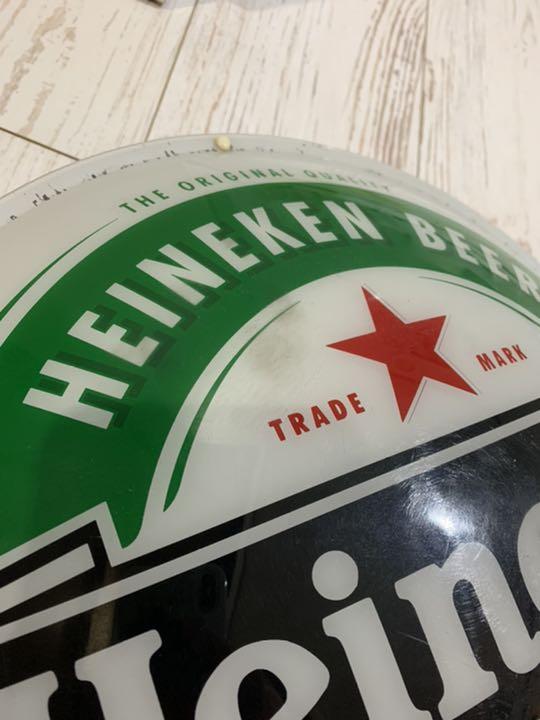 THE ORIGINAL QUALITY
HEINEKEN BEER
TRADE MARK
Heine